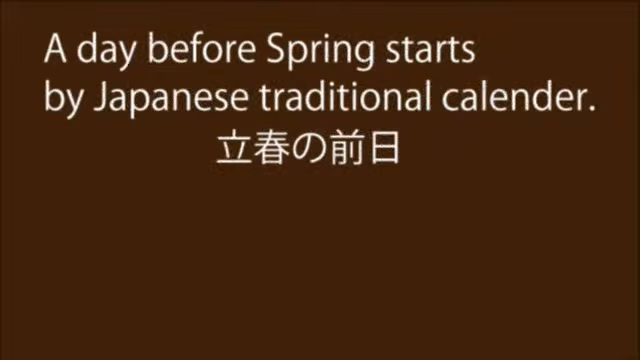 A day before Spring starts
by Japanese traditional calender.
立春の前日